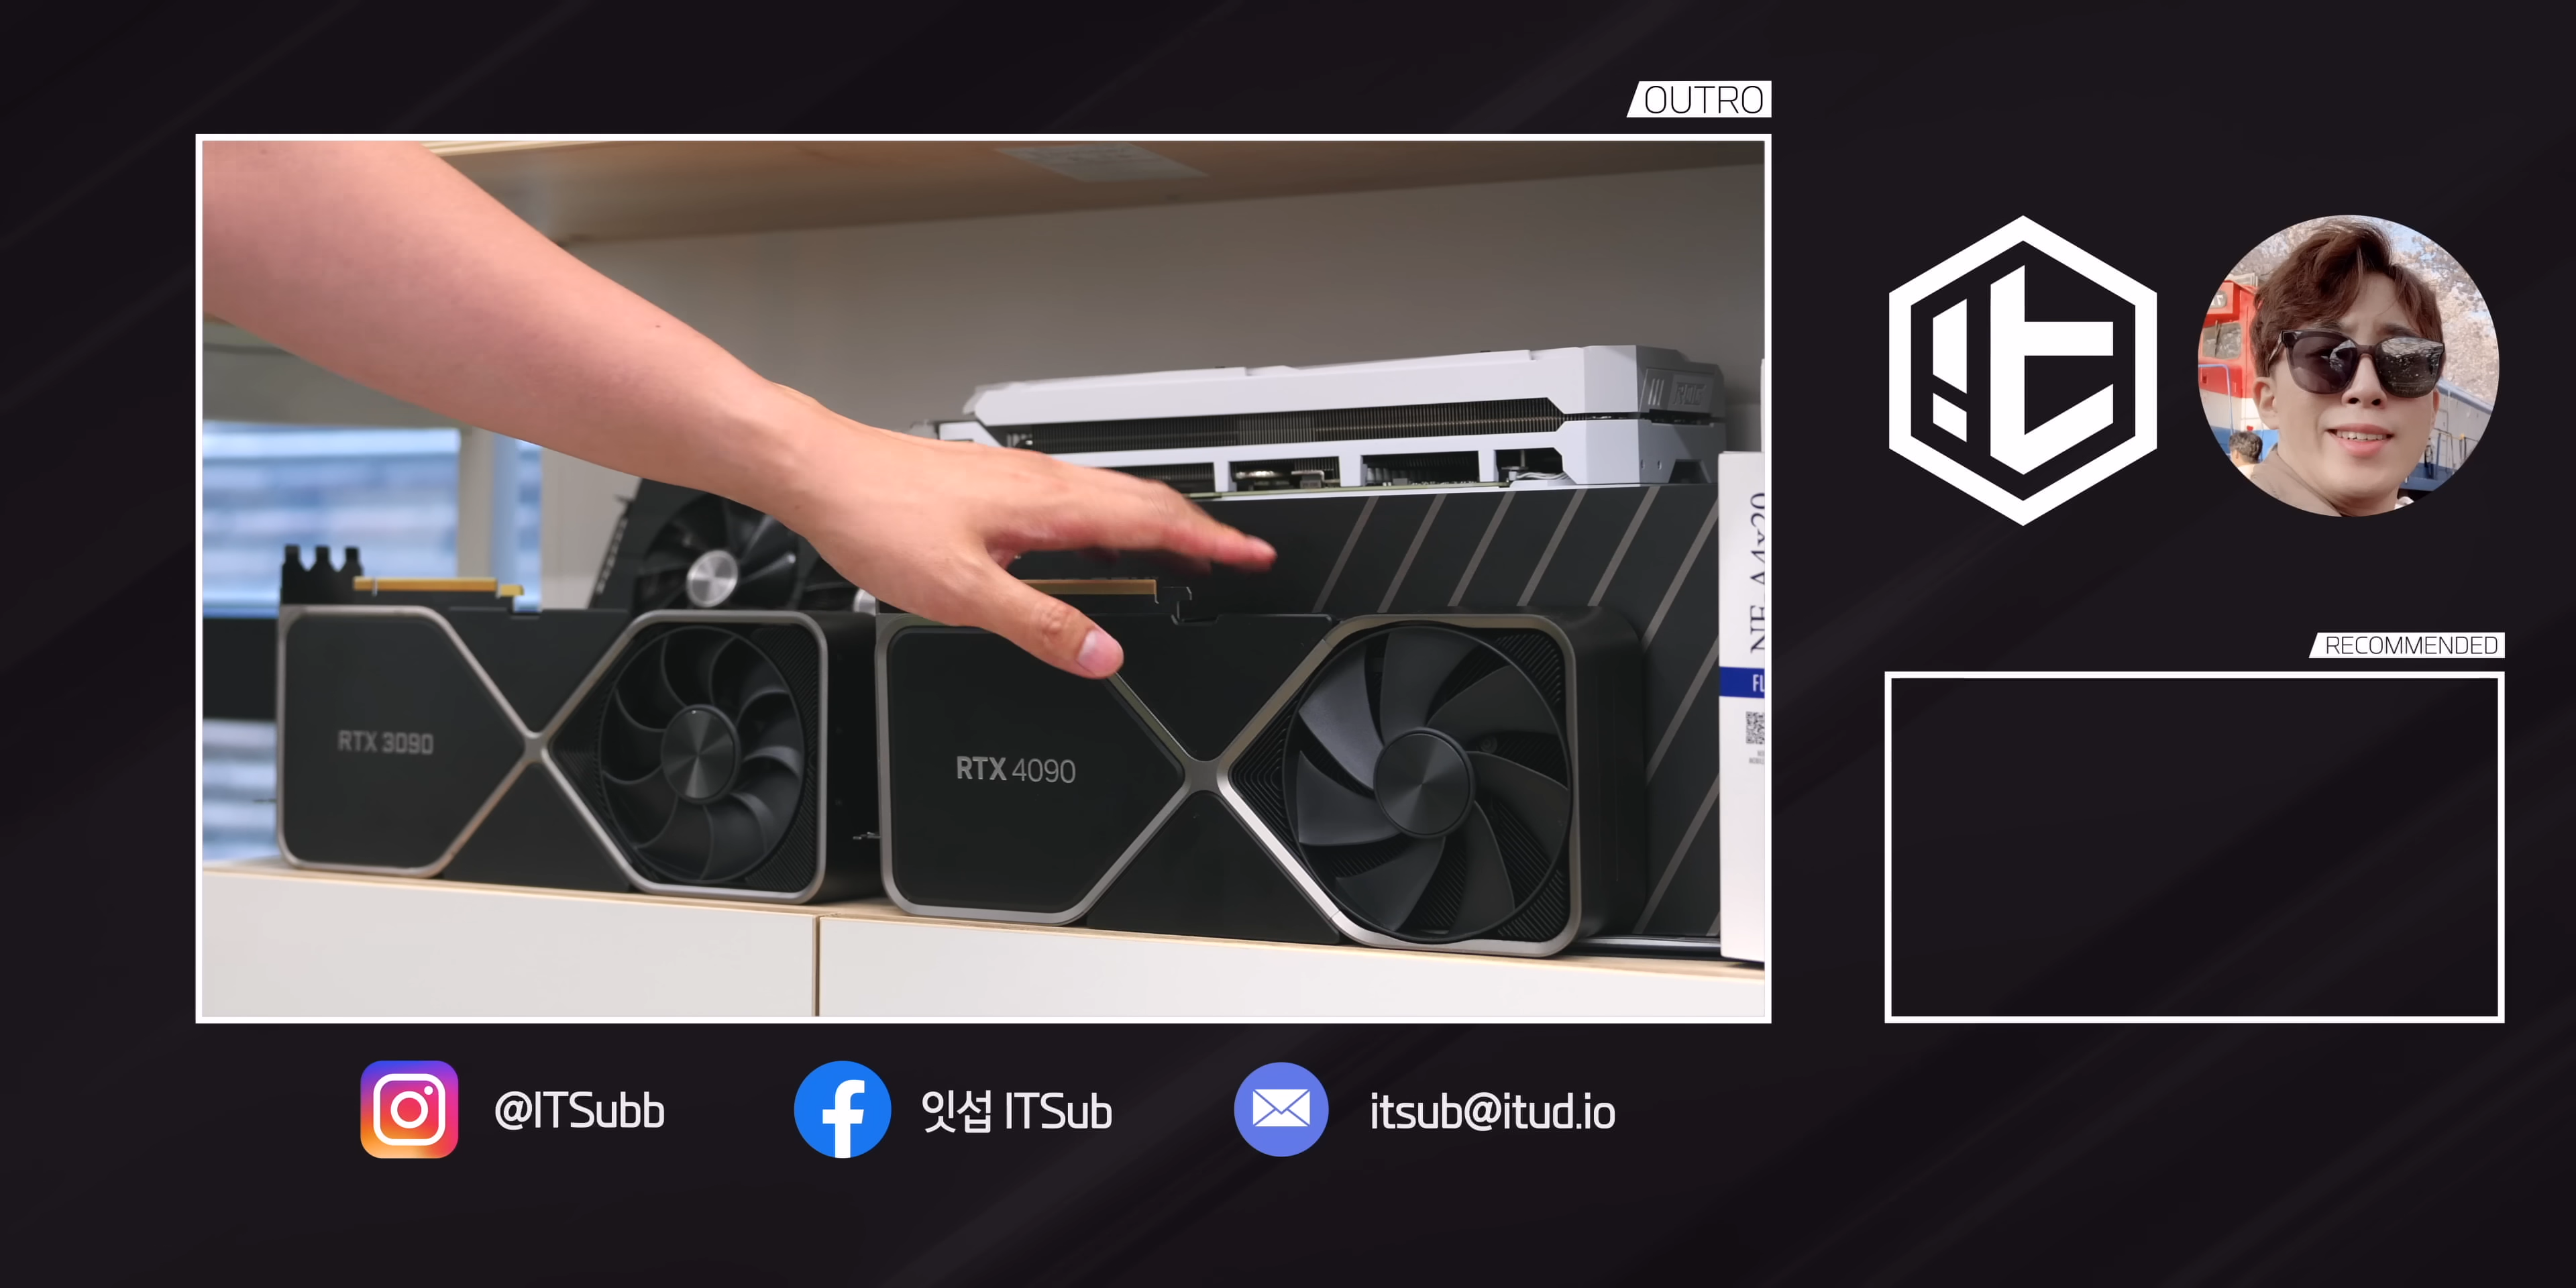 OUTRO
RTX 3090
RTX 4090
RECOMMENDED
@ITSubb
잇섭 ITSub
itsub@itud.io